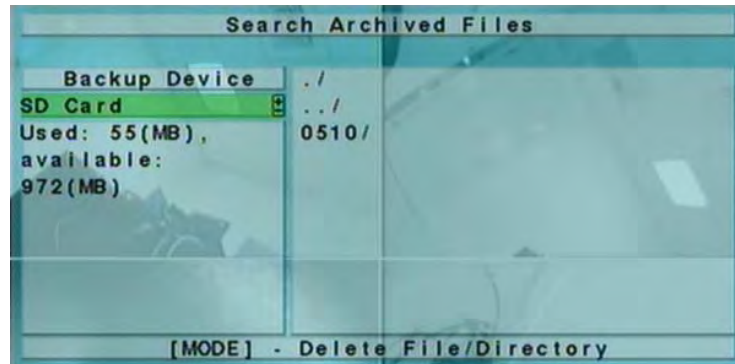 Search Archived Files
Backup Device
SD Card
Used: 55(MB),
available:
972(MB)
./
../
0510/
[MODE] - Delete File/Directory